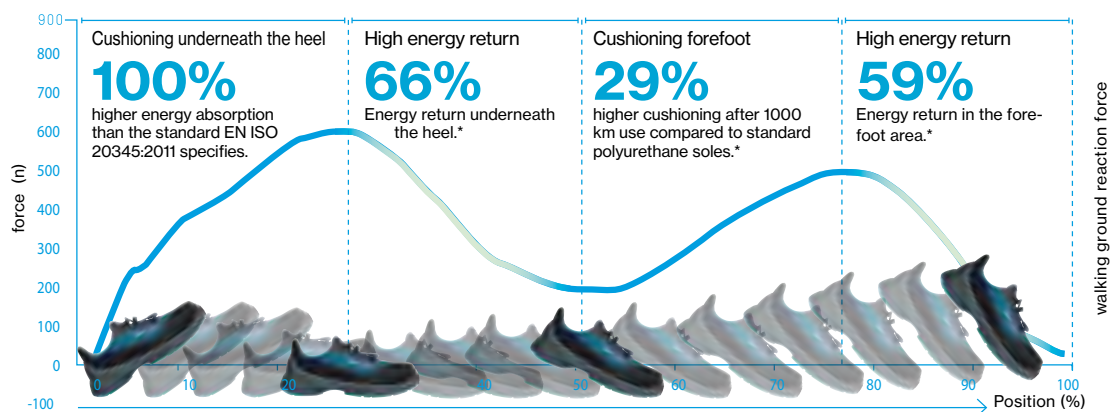 900
800
700
600
500
400
300
200
100
0
-100
force (n)
Cushioning underneath the heel
100%
higher energy absorption
than the standard EN ISO
20345:2011 specifies.
High energy return
66%
Energy return underneath
the heel.*
Cushioning forefoot
29%
higher cushioning after 1000
km use compared to standard
polyurethane soles.*
High energy return
59%
Energy return in the fore-
foot area.*
walking ground reaction force
0 10 20 40 50 60 70 80 90 100
Position (%)